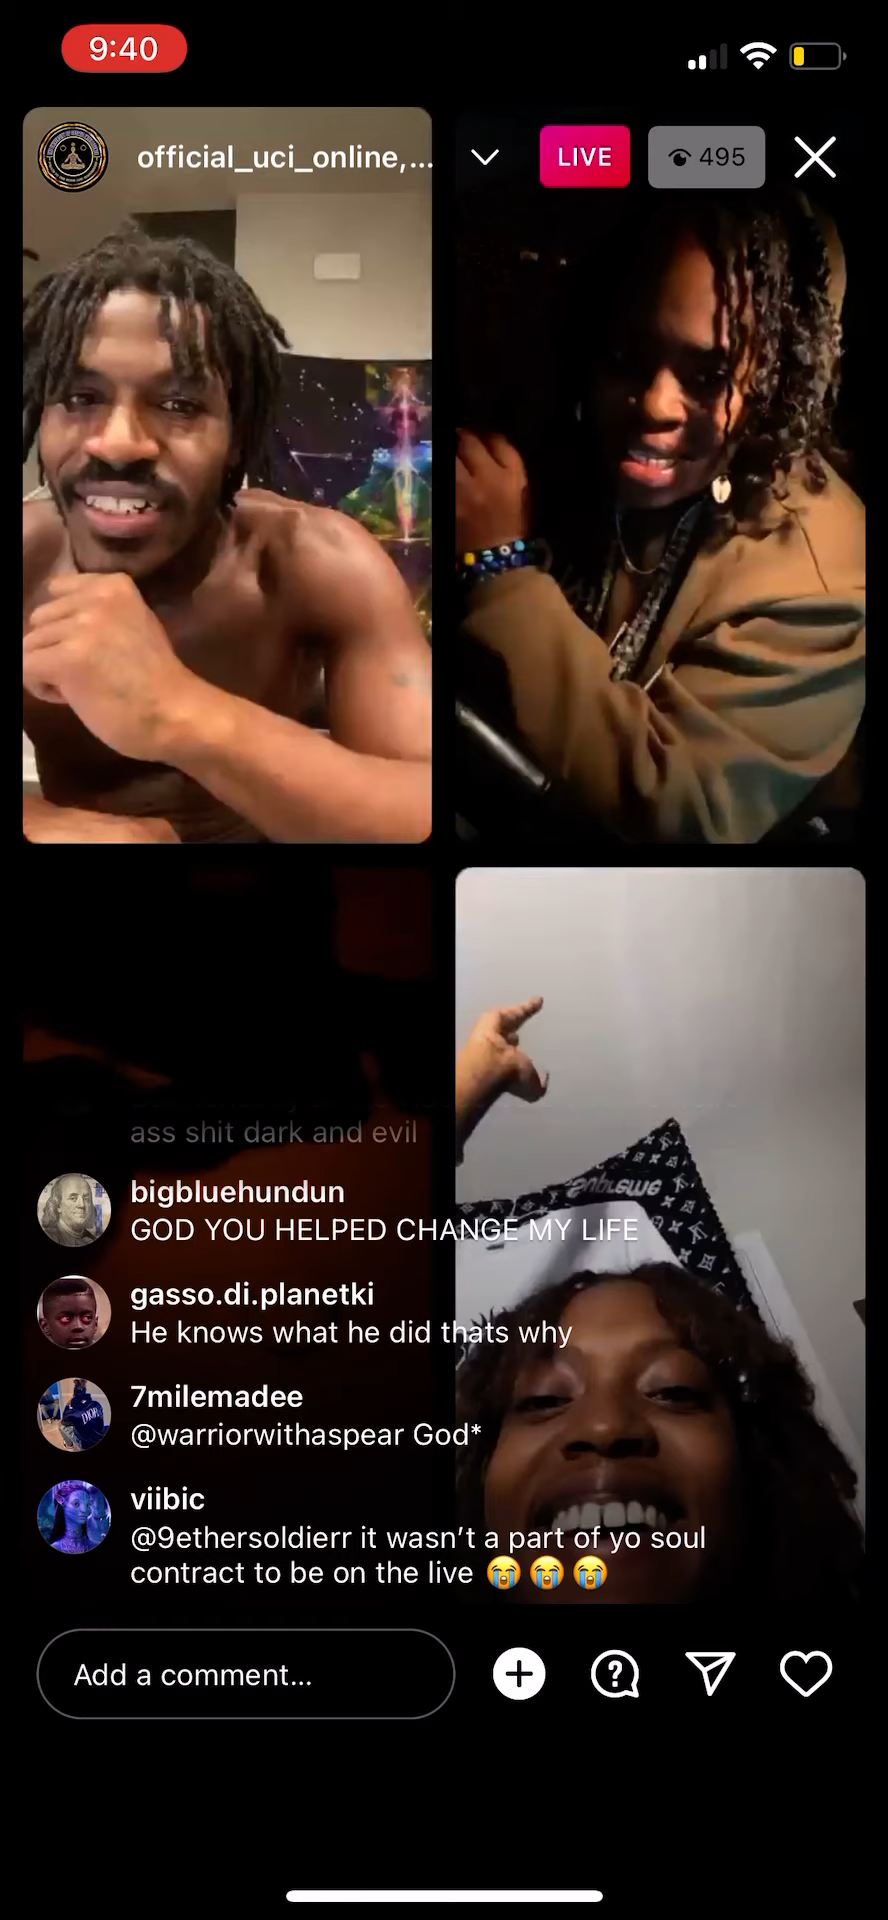 9:40
official_uci_online,...
LIVE
495
ass shit dark and evil
bigbluehundun
GOD YOU HELPED CHANGE MY LIFE
gasso.di.planetki
He knows what he did thats why
7milemadee
@warriorwithaspear God*
viibic
@9ethersoldierr it wasn’t a part of yo soul
contract to be on the live 😭 😭 😭
Add a comment...